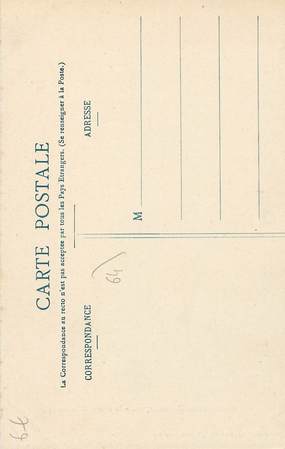 CARTE POSTALE
La Correspondance au recto n'est pas acceptée par tous les Pays Etrangers. (Se renseigner à la Poste.)
CORRESPONDANCE
ADRESSE
M
64
6€